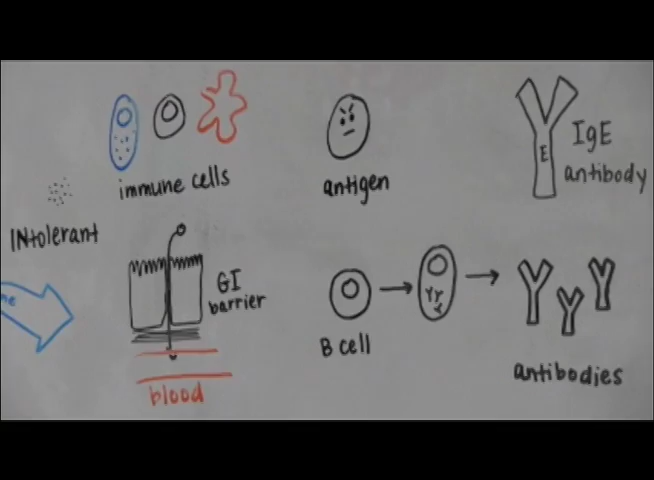 immune cells
antigen
E
IgE
antibody
INtolerant
GI
barrier
blood
B cell
antibodies